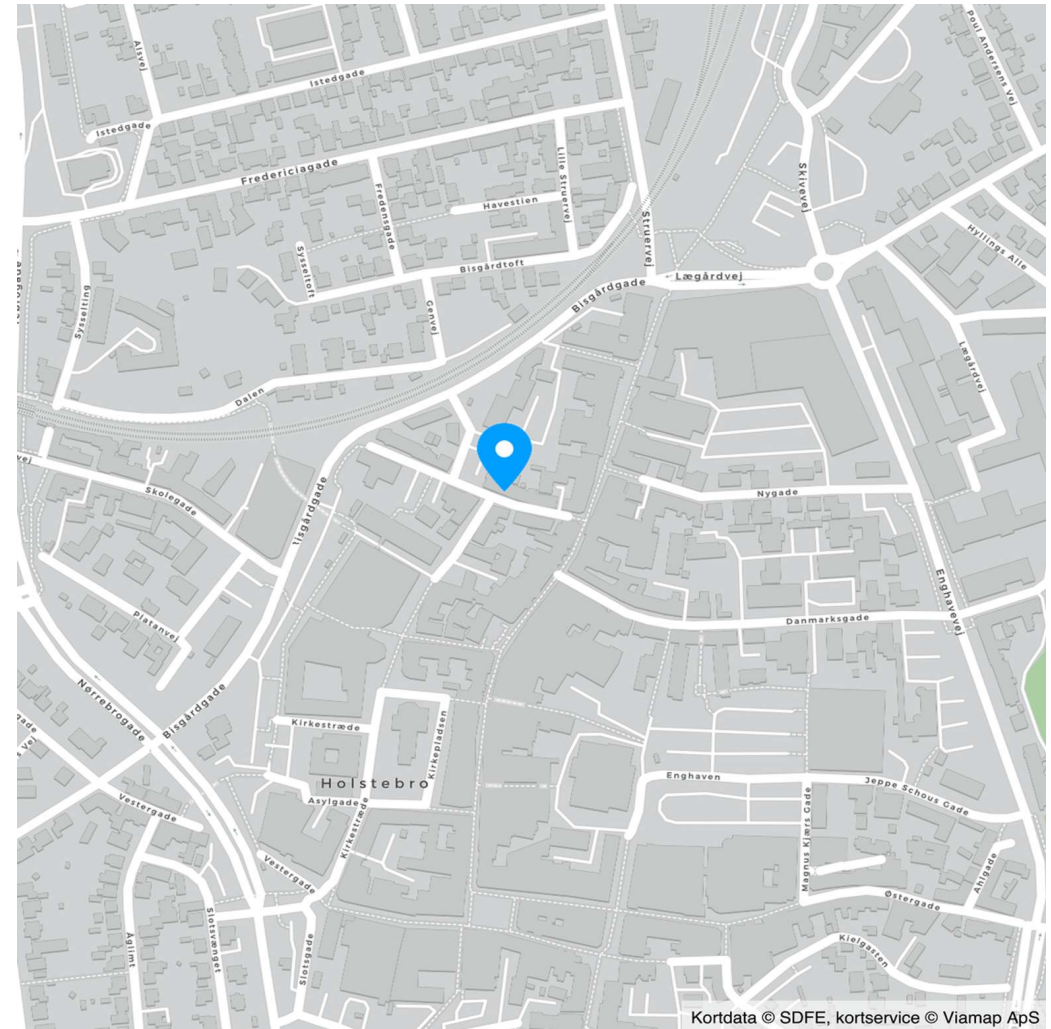 Alsvej
Poul Andersens Vej
Istedgade
Istedgade
Fredericiagade
Lille Struervej
Skivevej
Fredensgade
Havestien
Struervej
Hyllings Alle
Sysseltoft
Bisgårdtoft
Lægårdvej
Sysselting
Genvej
Bisgårdgade
Lægårdvej
Dalen
vej
Skolegade
Nygade
Enghavevej
Platanvej
Danmarksgade
Nørrebrogade
Bisgårdgade
Kirkestræde
Kirkepladsen
Holstebro
Enghaven
Jeppe Schous Gade
Vestergade
Asylgade
Kirkestræde
Magnus Kjærs Gade
Vestergade
Ahlgade
Østergade
Slotsvænget
Aglimt
Slotsgade
Kielgasten
Kortdata © SDFE, kortservice © Viamap ApS